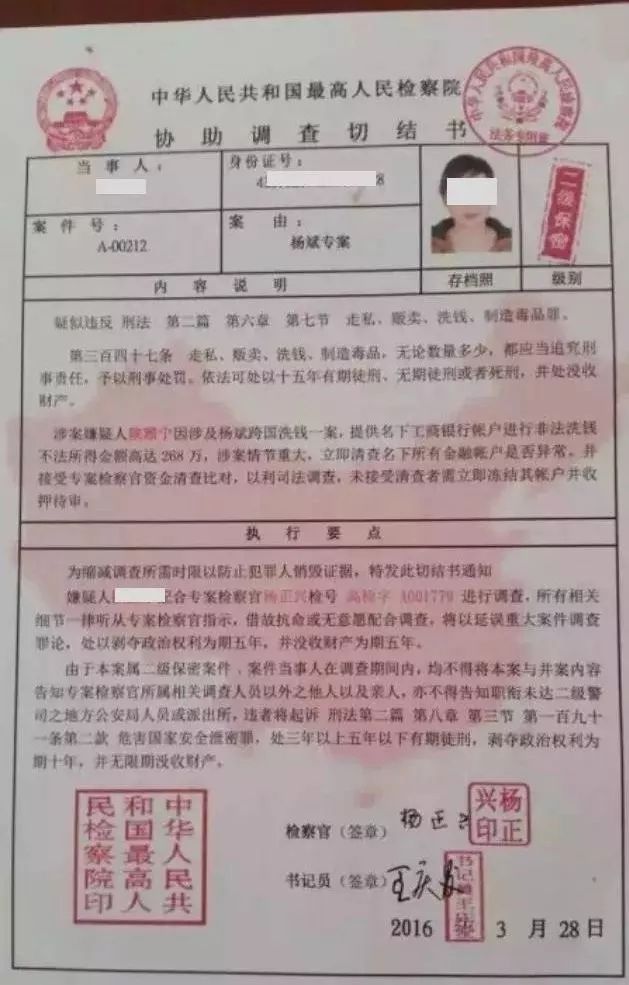 中华人民共和国最高人民检察院
协助调查切结书
中华人民共和国最高人民检察院
法务专用章
当事人：
身份证号：
8
二级保密
案件号：
A-00212
案由：
杨斌专案
内容说明
存档照
级别
疑似违反 刑法 第二篇 第六章 第七节 走私、贩卖、洗钱、制造毒品罪。
第三百四十七条 走私、贩卖、洗钱、制造毒品，无论数量多少，都应当追究刑
事责任，予以刑事处罚。依法可处以十五年有期徒刑、无期徒刑或者死刑，并处没收
财产。
涉案嫌疑人因涉及杨斌跨国洗钱一案，提供名下工商银行帐户进行非法洗钱
不法所得金额高达 268 万，涉案情节重大，立即清查名下所有金融帐户是否异常。并
接受专案检察官资金清查比对，以利司法调查，未接受清查者需立即冻结其帐户并收
押待审。
执行要点
为缩减调查所需时限以防止犯罪人销毁证据，特发此切结书通知
嫌疑人配合专案检察官杨正兴检号 高检字 A001779 进行调查，所有相关
细节一律听从专案检察官指示，借故抗命或无意愿配合调查，将以延误重大案件调查
罪论，处以剥夺政治权利为期五年，并没收财产为期五年。
由于本案属二级保密案件﹑案件当事人在调查期间内，均不得将本案与并案内容
告知专案检察官所属相关调查人员以外之他人以及亲人，亦不得告知职衔未达二级警
司之地方公安局人员或派出所，违者将起诉 刑法第二篇 第八章 第三节 第一百九十
一条第二款 危害国家安全泄密罪，处三年以上五年以下有期徒刑，剥夺政治权利为
期十年，并无限期没收财产。
中华人民共和国最高人民检察院印
检察官（签章）杨正兴
杨正兴印
书记员（签章）王庆
2016 3 月 28 日